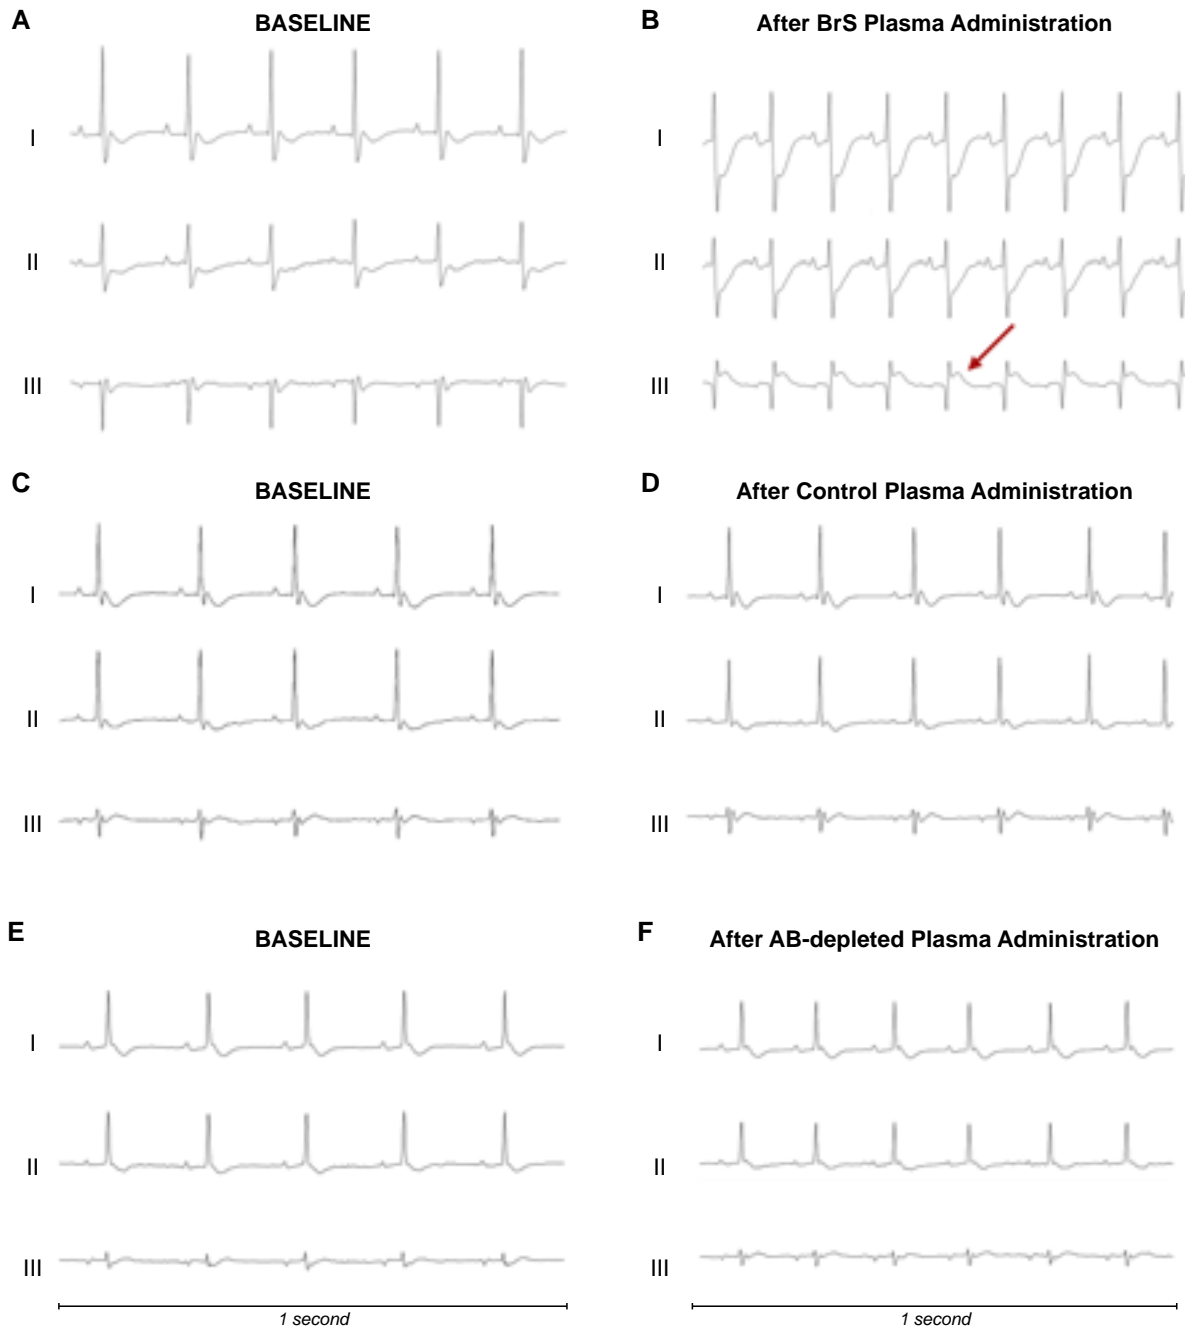 A BASELINE
I
II
III
B After BrS Plasma Administration
I
II
III
C BASELINE
I
II
III
D After Control Plasma Administration
I
II
III
E BASELINE
I
II
III
1 second
F After AB-depleted Plasma Administration
I
II
III
1 second